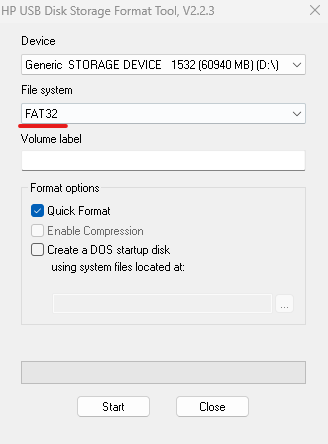 HP USB Disk Storage Format Tool, V2.2.3
Device
Generic STORAGE DEVICE 1532 (60940 MB) (D:\)
File system
FAT32
Volume label
Format options
Quick Format
Enable Compression
Create a DOS startup disk
using system files located at:
...
Start Close